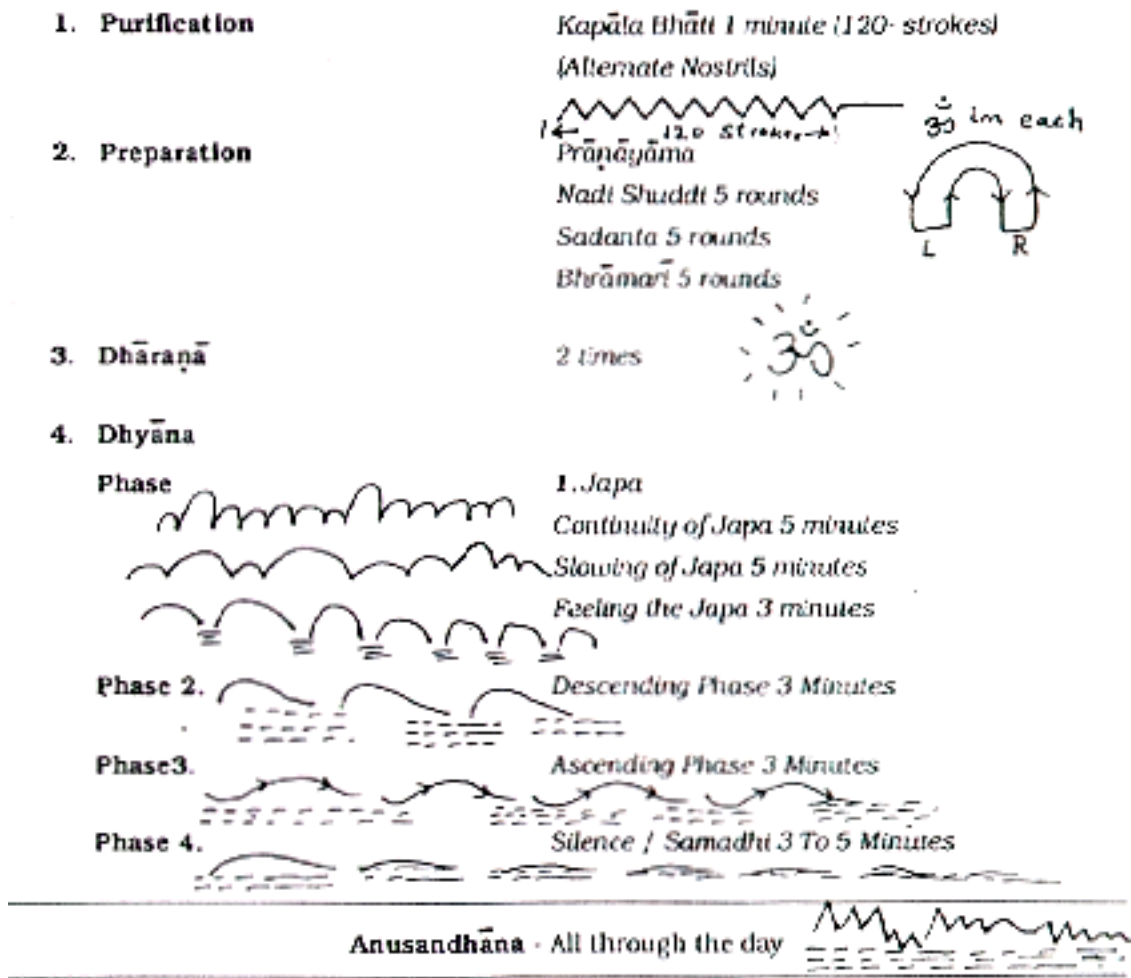 1. Purification Kapāla Bhāti 1 minute (120- strokes)
(Alternate Nostrils)
120 Strokes
ॐ in each
2. Preparation Prāṇāyāma
Nadi Shuddi 5 rounds
Sadanta 5 rounds
L R
Bhrāmarī 5 rounds
3. Dhāraṇā 2 times ॐ
4. Dhyāna
Phase 1. Japa
Continuity of Japa 5 minutes
Slowing of Japa 5 minutes
Feeling the Japa 3 minutes
Phase 2. Descending Phase 3 Minutes
Phase3. Ascending Phase 3 Minutes
Phase 4. Silence / Samadhi 3 To 5 Minutes
Anusandhāna - All through the day